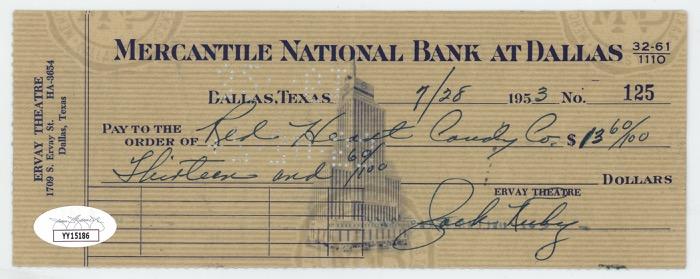 MERCANTILE NATIONAL BANK AT DALLAS 32-61
1110
DALLAS, TEXAS, 7/28 1953 No. 125
PAY TO THE
ORDER OF Red Heart Candy Co. $ 13 60/100
Thirteen and 60/100 DOLLARS
ERVAY THEATRE
Jack Ruby
ERVAY THEATRE
1709 S. Ervay St. HA-3654
Dallas, Texas
YY15186